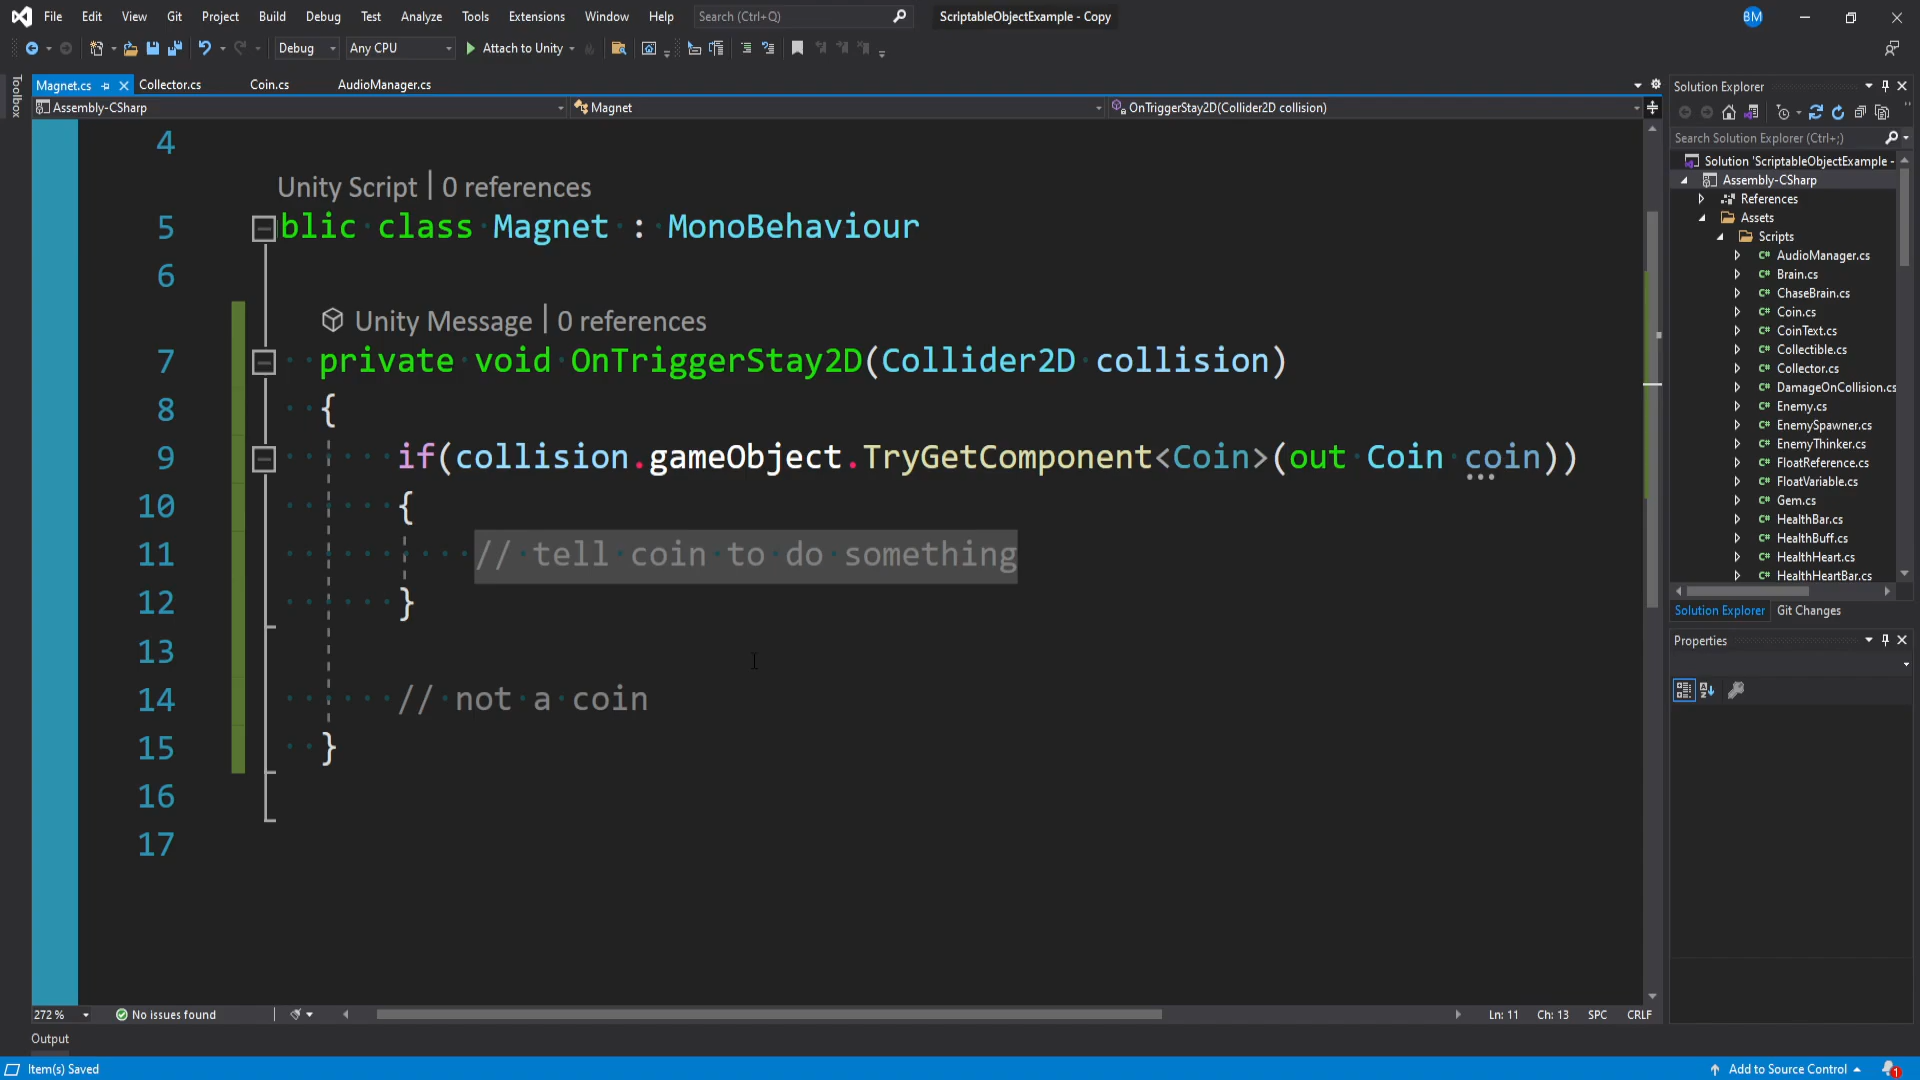 File Edit View Git Project Build Debug Test Analyze Tools Extensions Window Help Search (Ctrl+Q) ScriptableObjectExample - Copy BM
Debug Any CPU Attach to Unity
Toolbox
Magnet.cs Collector.cs Coin.cs AudioManager.cs
Assembly-CSharp Magnet OnTriggerStay2D(Collider2D collision)
4
Unity Script | 0 references
5 blic class Magnet : MonoBehaviour
6
Unity Message | 0 references
7 private void OnTriggerStay2D(Collider2D collision)
8 {
9 if(collision.gameObject.TryGetComponent<Coin>(out Coin coin))
10 {
11 // tell coin to do something
12 }
13
14 // not a coin
15 }
16
17
272 % No issues found Ln: 11 Ch: 13 SPC CRLF
Output
Item(s) Saved Add to Source Control 1
Solution Explorer
Search Solution Explorer (Ctrl+;)
Solution 'ScriptableObjectExample -
Assembly-CSharp
References
Assets
Scripts
C# AudioManager.cs
C# Brain.cs
C# ChaseBrain.cs
C# Coin.cs
C# CoinText.cs
C# Collectible.cs
C# Collector.cs
C# DamageOnCollision.cs
C# Enemy.cs
C# EnemySpawner.cs
C# EnemyThinker.cs
C# FloatReference.cs
C# FloatVariable.cs
C# Gem.cs
C# HealthBar.cs
C# HealthBuff.cs
C# HealthHeart.cs
C# HealthHeartBar.cs
Solution Explorer Git Changes
Properties